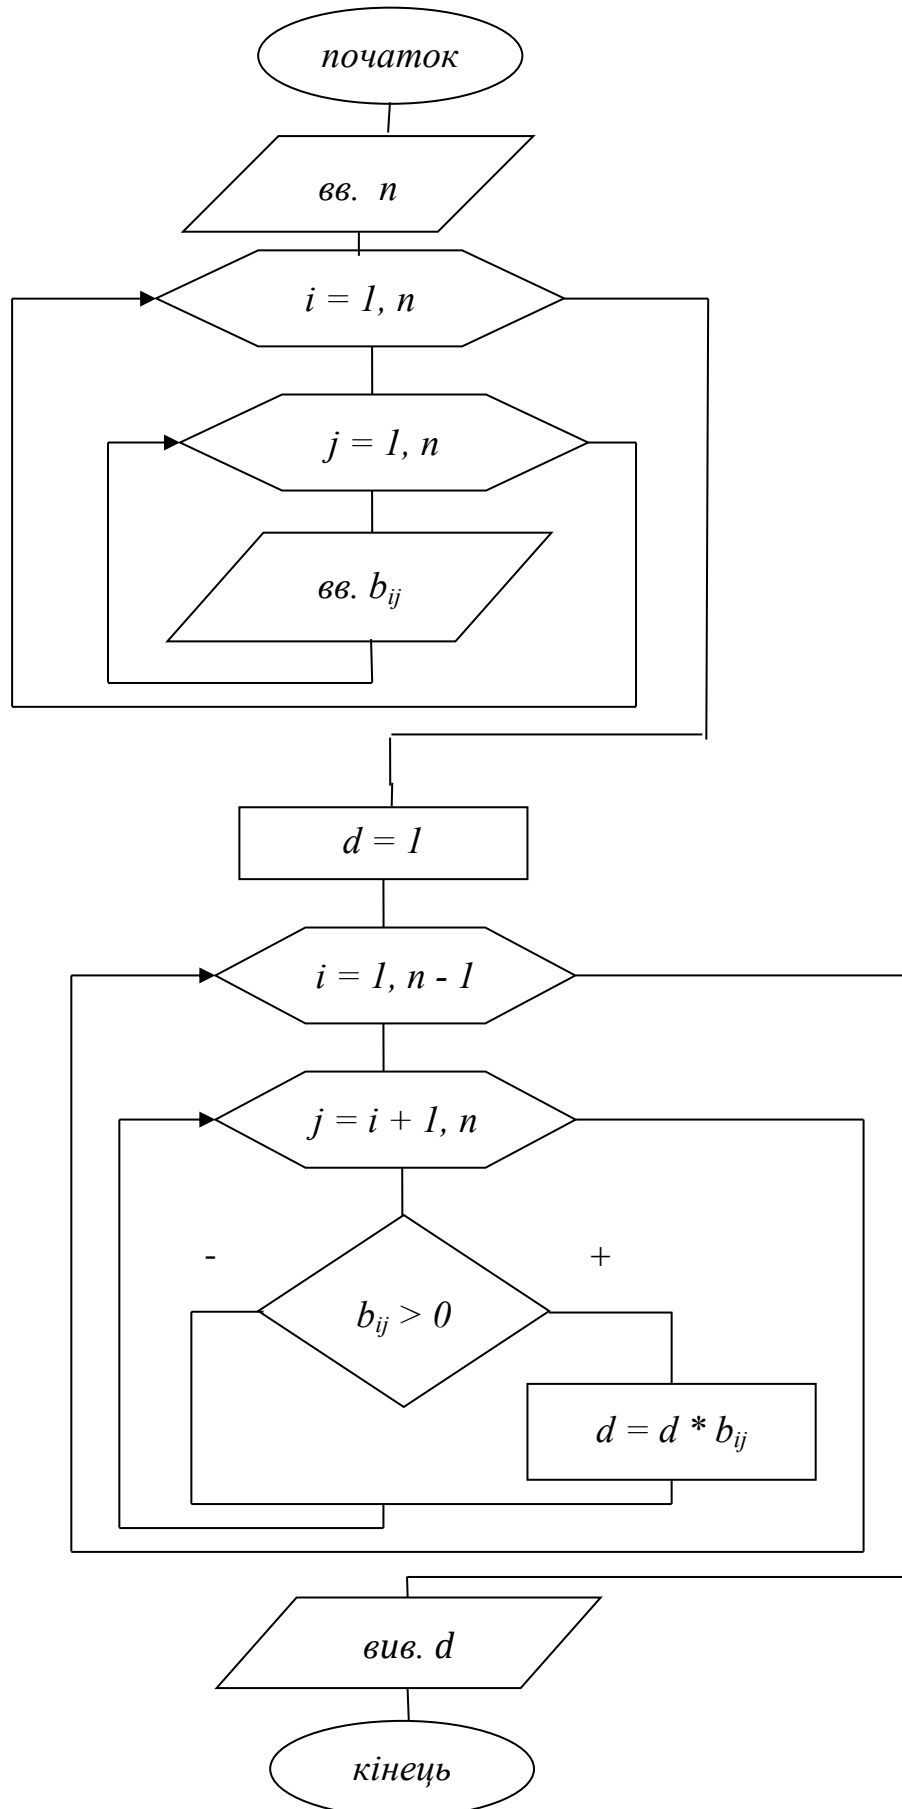 початок
вв. n
i = 1, n
j = 1, n
вв. bij
d = 1
i = 1, n - 1
j = i + 1, n
- +
bij > 0
d = d * bij
вив. d
кінець